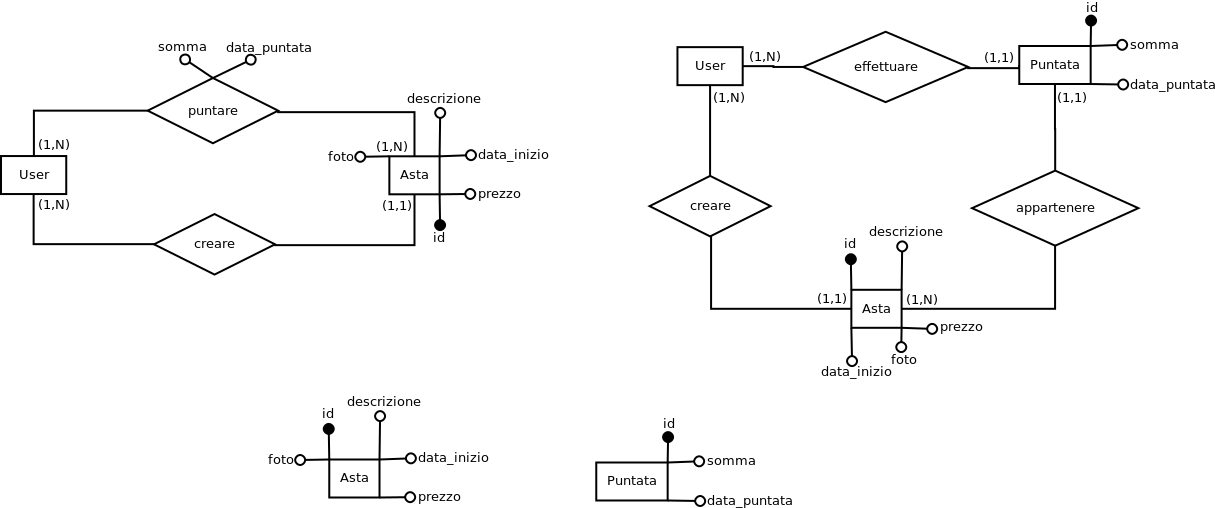 somma
data_puntata
puntare
descrizione
(1,N)
(1,N)
foto
data_inizio
User
Asta
prezzo
(1,N)
(1,1)
id
creare
id
User
(1,N)
effettuare
(1,1)
Puntata
somma
data_puntata
(1,N)
(1,1)
creare
appartenere
id
descrizione
(1,1)
(1,N)
Asta
prezzo
foto
data_inizio
id
descrizione
foto
data_inizio
Asta
prezzo
id
somma
Puntata
data_puntata